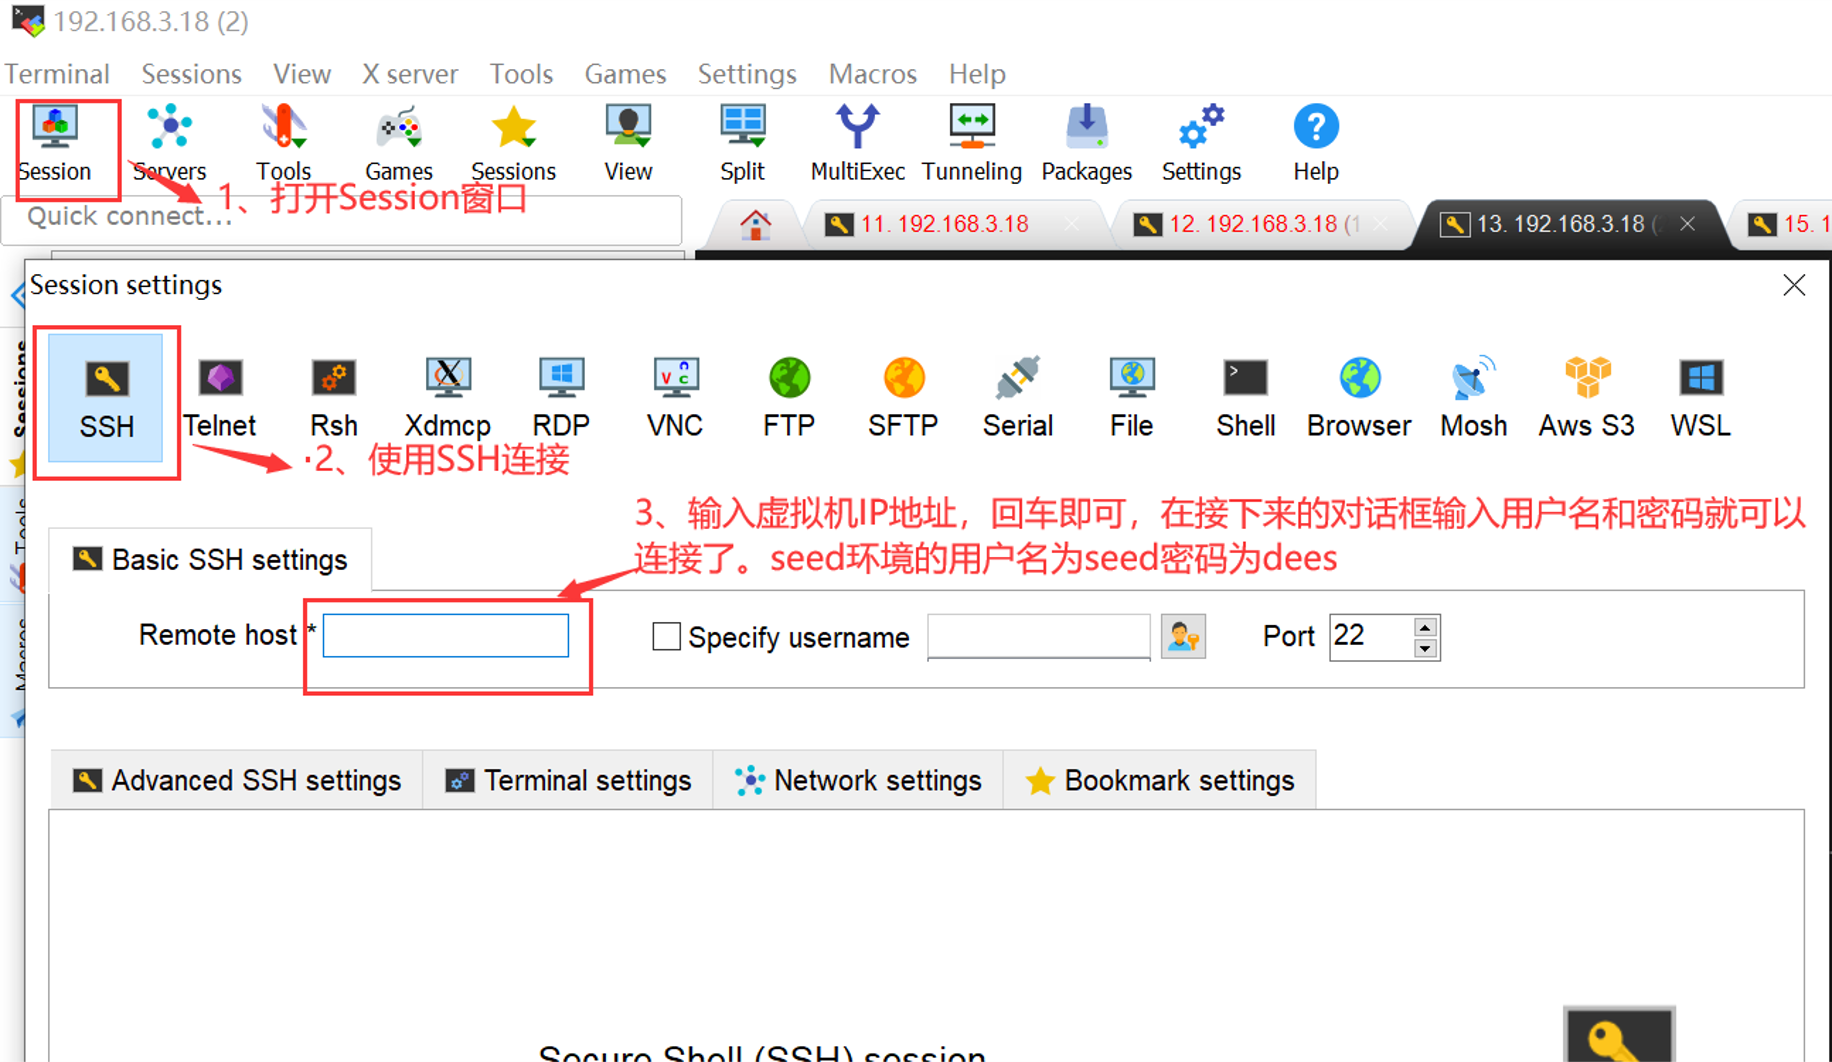 192.168.3.18 (2)
Terminal Sessions View X server Tools Games Settings Macros Help
Session Servers Tools Games Sessions View Split MultiExec Tunneling Packages Settings Help
1、打开Session窗口
Quick connect...
11. 192.168.3.18 12. 192.168.3.18 (1 13. 192.168.3.18 ( 15. 1
Session settings
Sessions
SSH Telnet Rsh Xdmcp RDP VNC FTP SFTP Serial File Shell Browser Mosh Aws S3 WSL
·2、使用SSH连接
Tools
3、输入虚拟机IP地址，回车即可，在接下来的对话框输入用户名和密码就可以
连接了。seed环境的用户名为seed密码为dees
Basic SSH settings
Macros
Remote host * Specify username Port 22
Advanced SSH settings Terminal settings Network settings Bookmark settings
Secure Shell (SSH) session